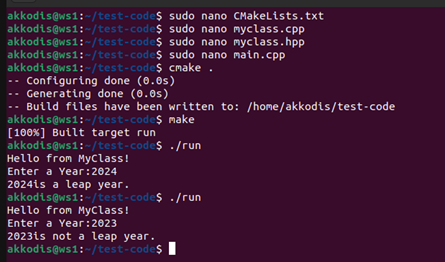 akkodis@ws1:~/test-code$ sudo nano CMakeLists.txt
akkodis@ws1:~/test-code$ sudo nano myclass.cpp
akkodis@ws1:~/test-code$ sudo nano myclass.hpp
akkodis@ws1:~/test-code$ sudo nano main.cpp
akkodis@ws1:~/test-code$ cmake .
-- Configuring done (0.0s)
-- Generating done (0.0s)
-- Build files have been written to: /home/akkodis/test-code
akkodis@ws1:~/test-code$ make
[100%] Built target run
akkodis@ws1:~/test-code$ ./run
Hello from MyClass!
Enter a Year:2024
2024is a leap year.
akkodis@ws1:~/test-code$ ./run
Hello from MyClass!
Enter a Year:2023
2023is not a leap year.
akkodis@ws1:~/test-code$